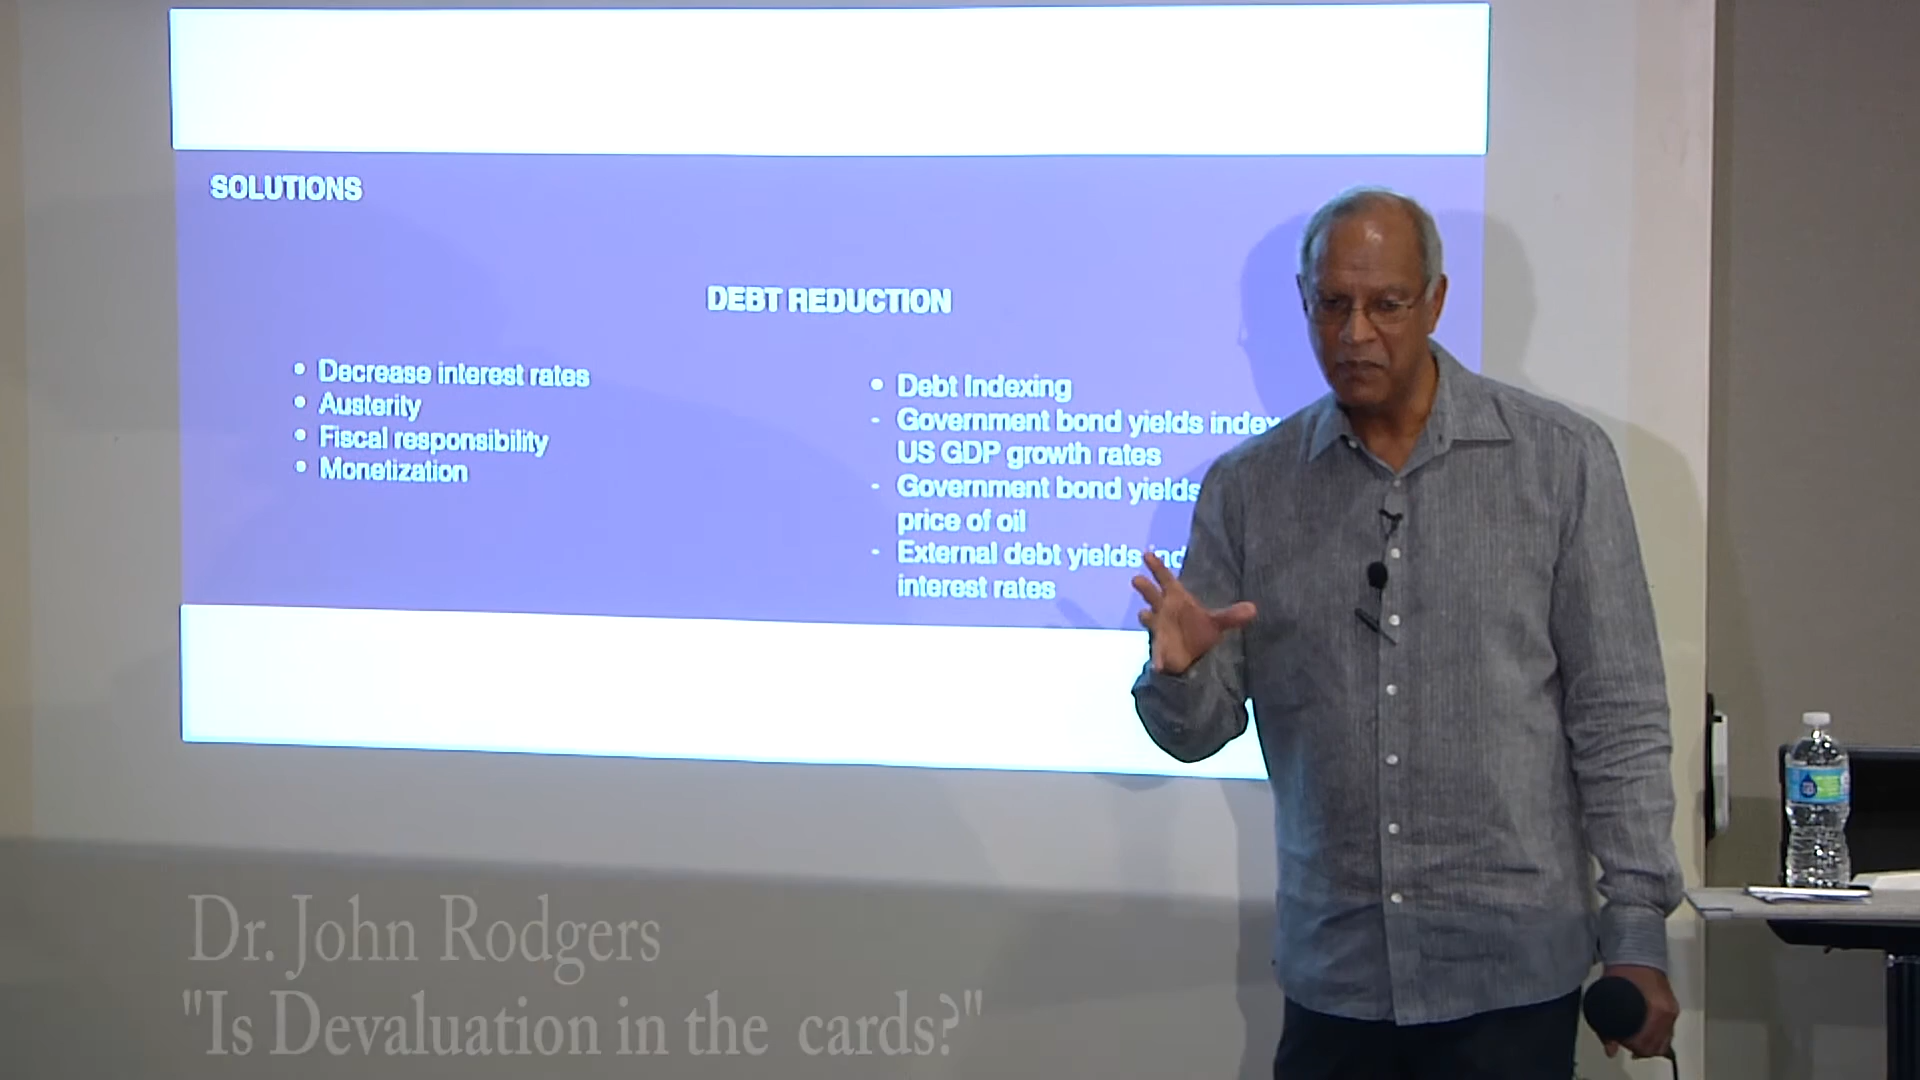 SOLUTIONS
DEBT REDUCTION
• Decrease interest rates
• Austerity
• Fiscal responsibility
• Monetization
• Debt Indexing
- Government bond yields index
US GDP growth rates
- Government bond yields
price of oil
- External debt yields
interest rates
Dr. John Rodgers
"Is Devaluation in the cards?"